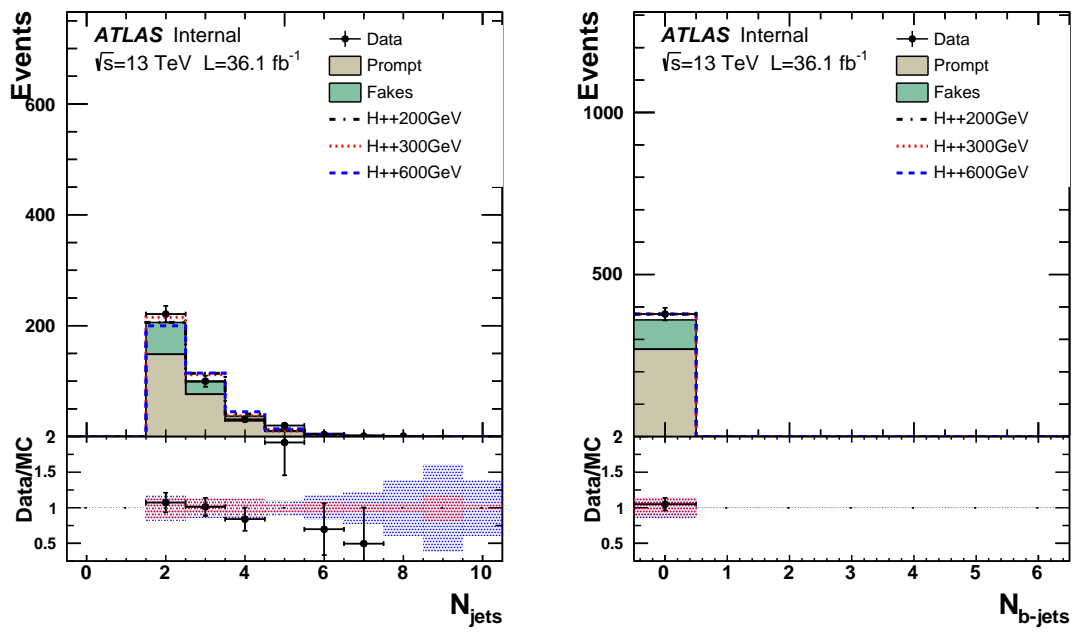 Events
ATLAS Internal
√s=13 TeV L=36.1 fb⁻¹
Data
Prompt
Fakes
H++200GeV
H++300GeV
H++600GeV
600
400
200
Data/MC
2
1.5
1
0.5
0 2 4 6 8 10
N_jets
Events
ATLAS Internal
√s=13 TeV L=36.1 fb⁻¹
Data
Prompt
Fakes
H++200GeV
H++300GeV
H++600GeV
1000
500
Data/MC
2
1.5
1
0.5
0 1 2 3 4 5 6
N_b-jets